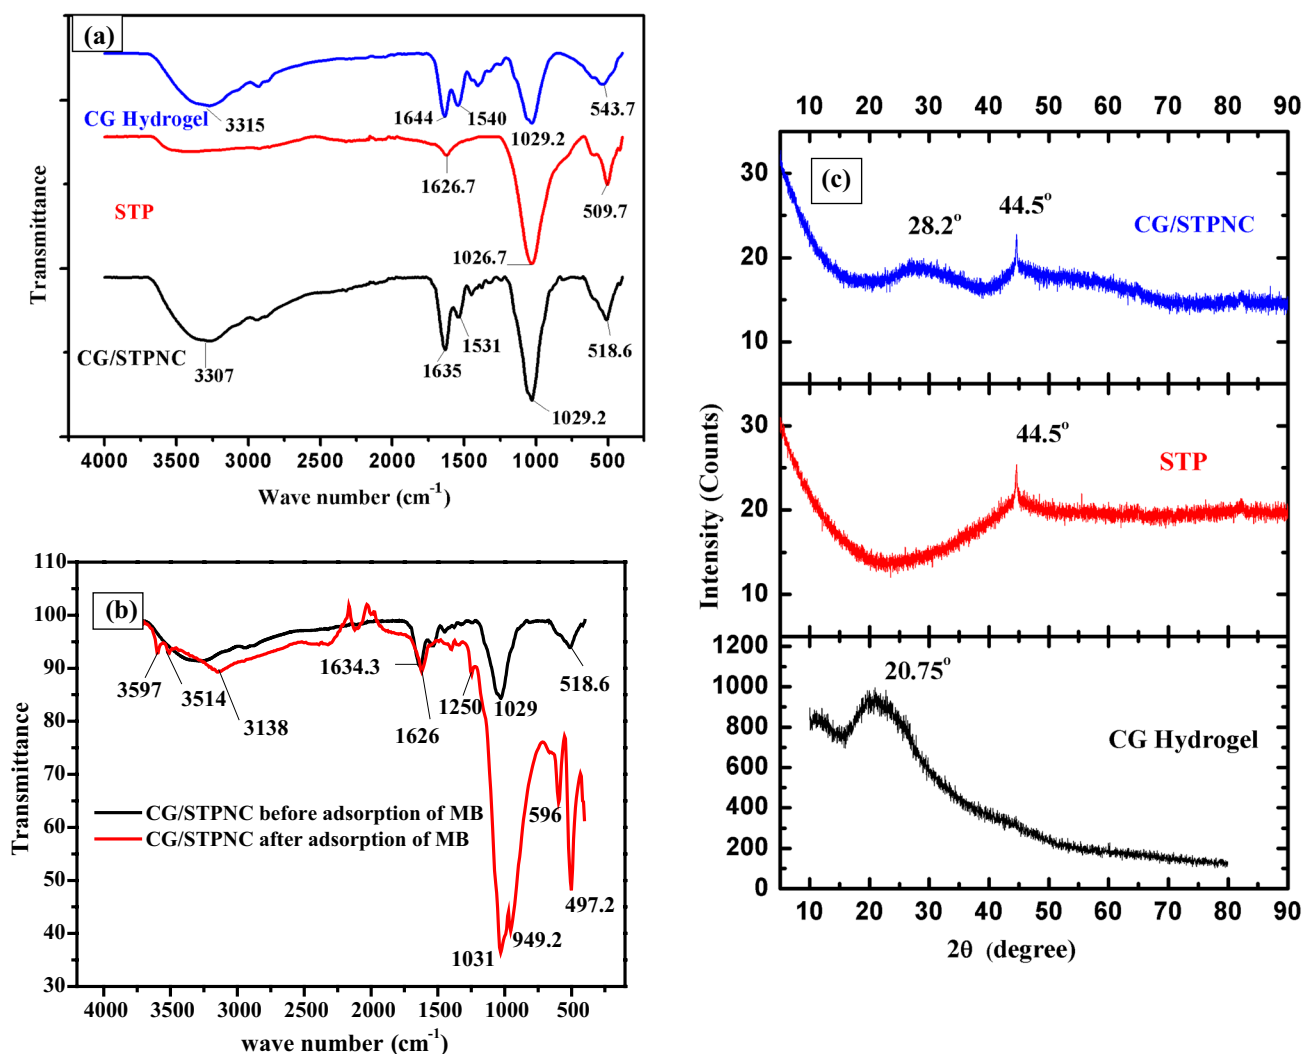 (a)
CG Hydrogel
3315
1644
1540
1029.2
543.7
STP
1626.7
1026.7
509.7
CG/STPNC
3307
1635
1531
1029.2
518.6
Transmittance
4000 3500 3000 2500 2000 1500 1000 500
Wave number (cm-1)
(b)
110
100
90
80
70
60
50
40
30
Transmittance
3597
3514
3138
1634.3
1626
1250
1029
518.6
596
497.2
949.2
1031
CG/STPNC before adsorption of MB
CG/STPNC after adsorption of MB
4000 3500 3000 2500 2000 1500 1000 500
wave number (cm-1)
10 20 30 40 50 60 70 80 90
(c)
30
20
10
28.2o
44.5o
CG/STPNC
30
20
10
44.5o
STP
Intensity (Counts)
1200
1000
800
600
400
200
0
20.75o
CG Hydrogel
10 20 30 40 50 60 70 80 90
2θ (degree)